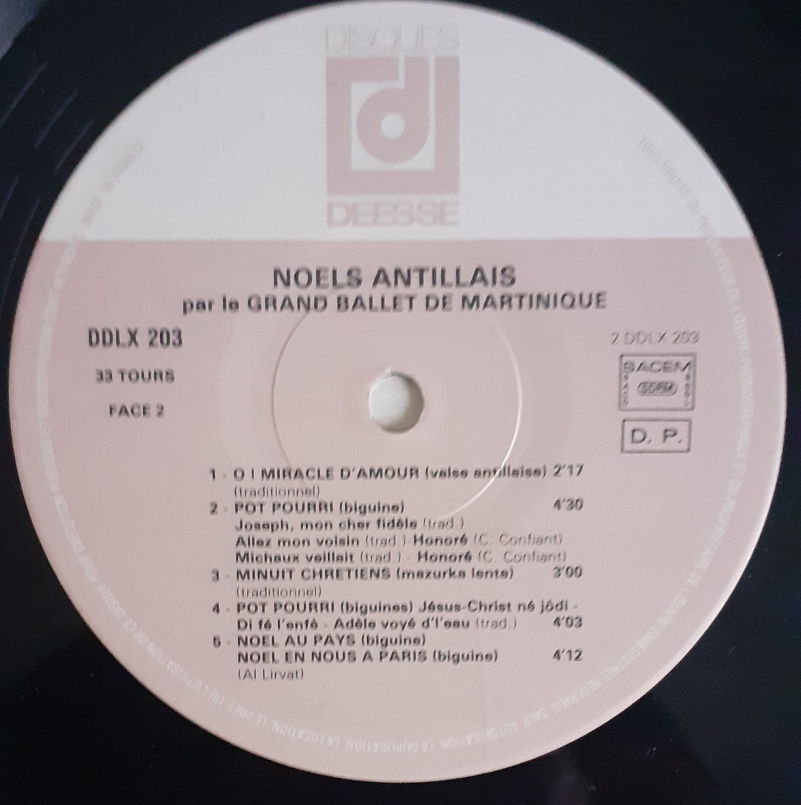 DISQUES
DEESSE
NOELS ANTILLAIS
par le GRAND BALLET DE MARTINIQUE
DDLX 203
2 DDLX 203
33 TOURS
SACEM
FACE 2
D. P.
1 - O ! MIRACLE D'AMOUR (valse antillaise) 2'17
(traditionnel)
2 - POT POURRI (biguine) 4'30
Joseph, mon cher fidèle (trad.)
Allez mon voisin (trad.) - Honoré (C. Confiant)
Michaux veillait (trad.) - Honoré (C. Confiant)
3 - MINUIT CHRETIENS (mazurka lente) 3'00
(traditionnel)
4 - POT POURRI (biguines) Jésus-Christ né jôdi -
Di fé l'enfè - Adèle voyé d'l'eau (trad.) 4'03
5 - NOEL AU PAYS (biguine)
NOEL EN NOUS A PARIS (biguine) 4'12
(Al Lirvat)